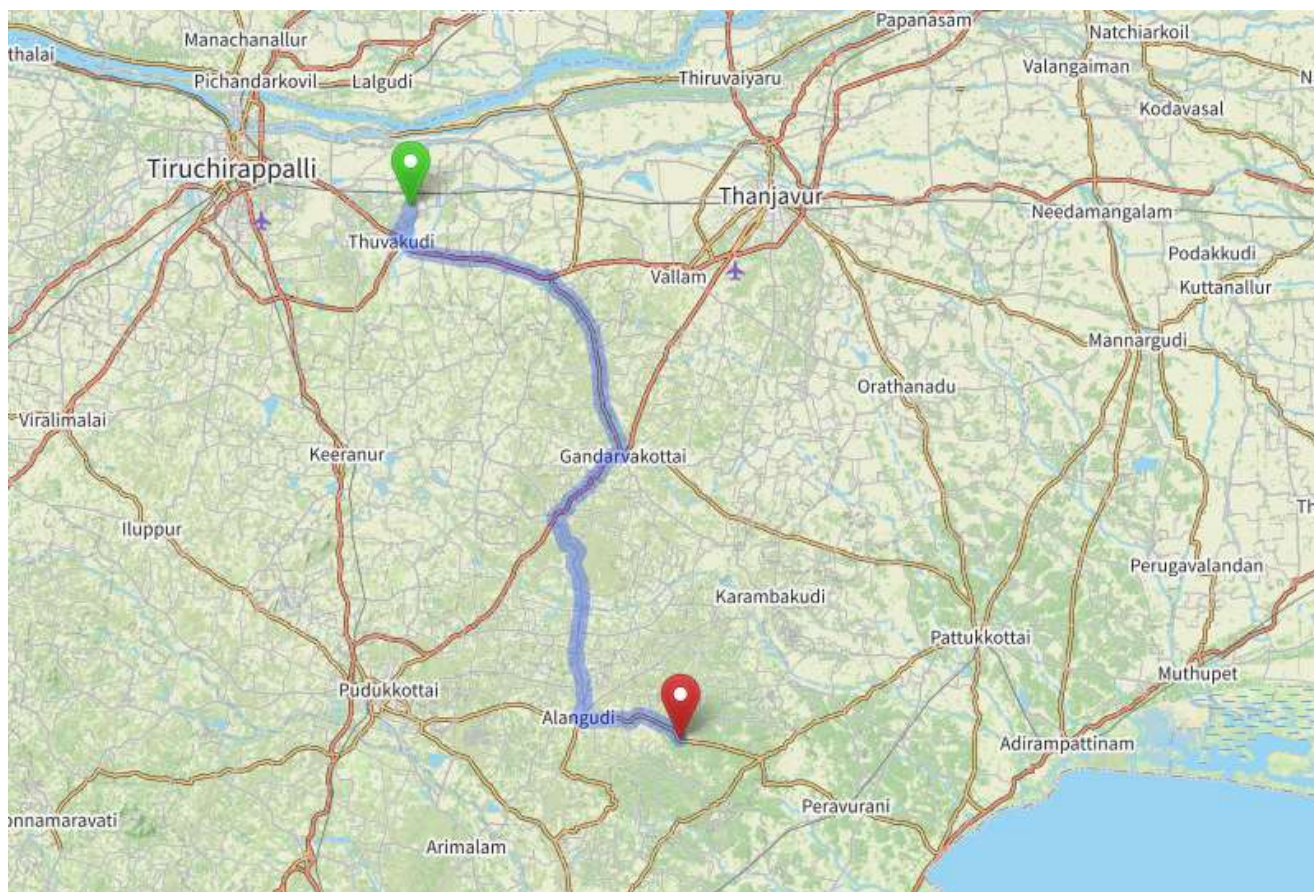 Papanasam
Natchiarkoil
Manachanallur
thalai
Pichandarkovil
Lalgudi
Thiruvaiyaru
Valangaiman
Kodavasal
Tiruchirappalli
Thanjavur
Needamangalam
Thuvakudi
Vallam
Podakkudi
Kuttanallur
Mannargudi
Orathanadu
Viralimalai
Keeranur
Gandarvakottai
Iluppur
Perugavalandan
Karambakudi
Pattukkottai
Muthupet
Pudukkottai
Alangudi
Adirampattinam
Peravurani
onnamaravati
Arimalam